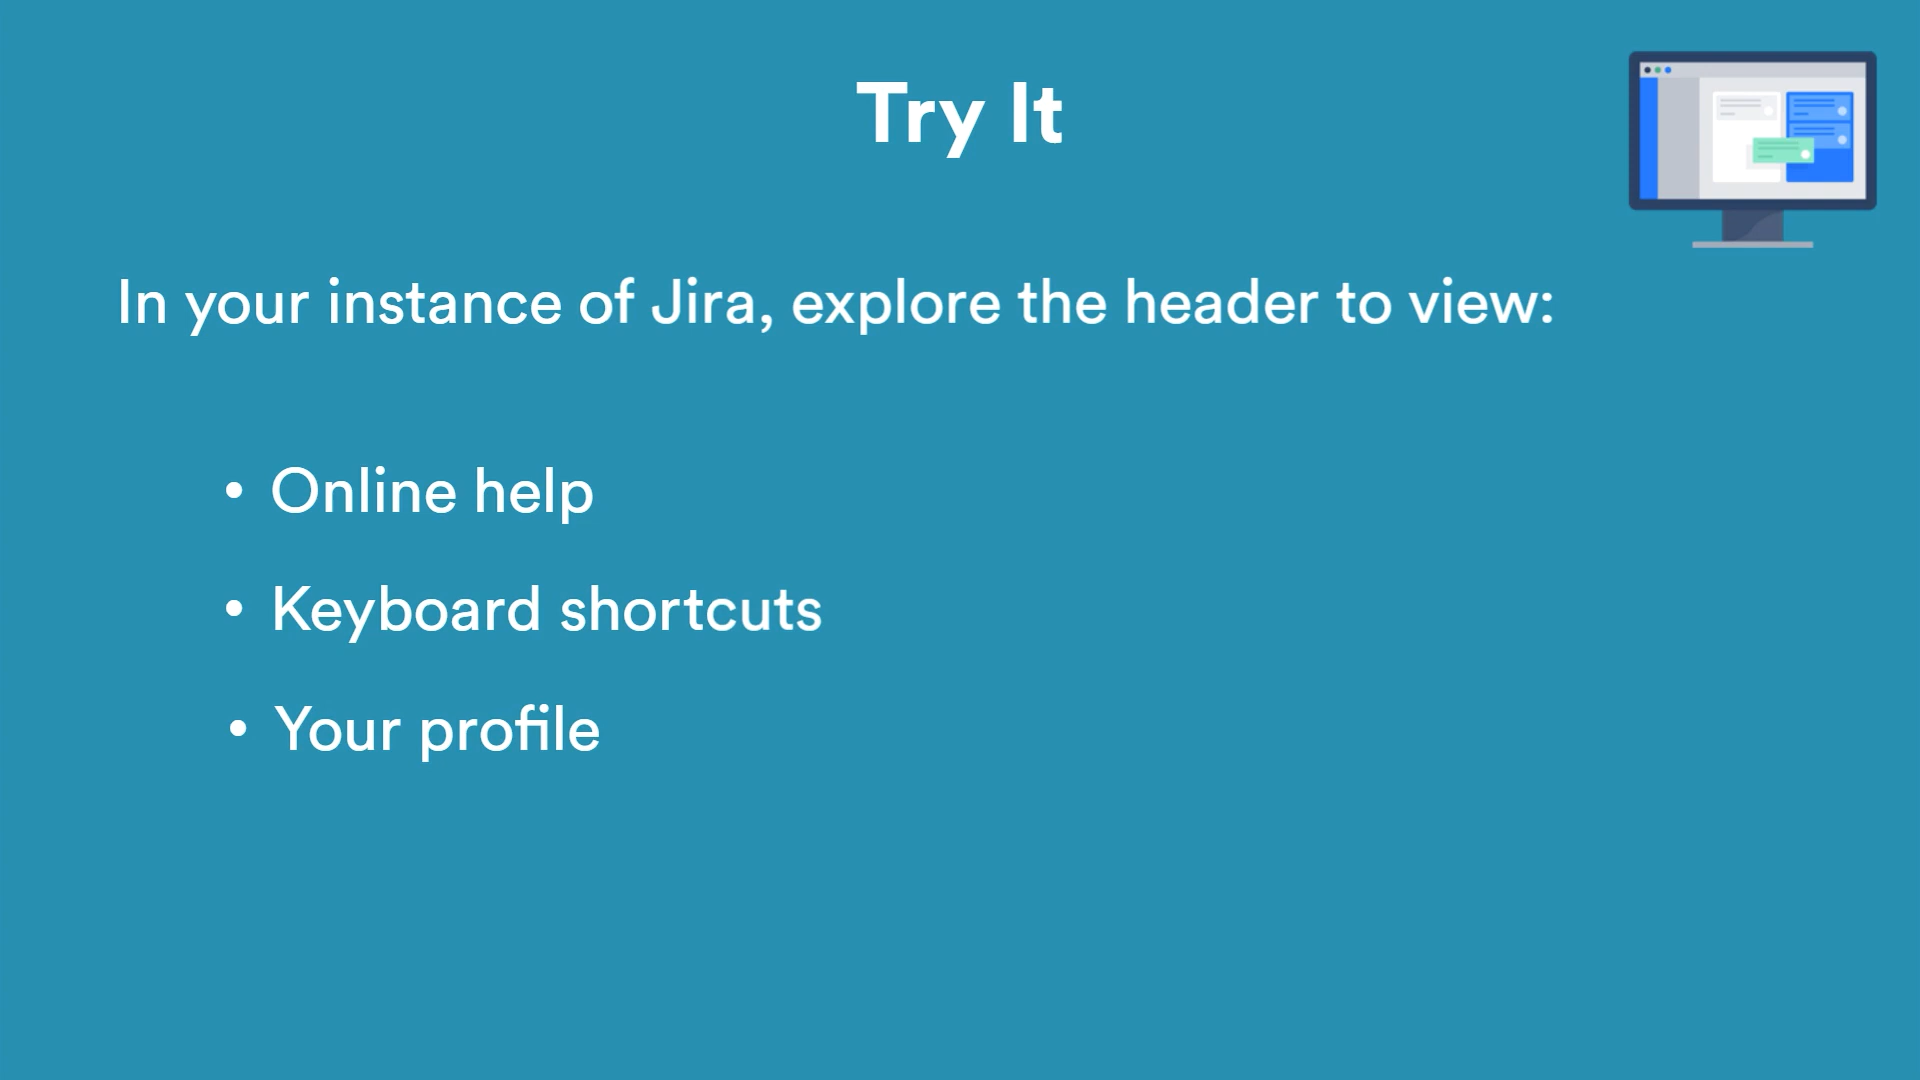 Try It
In your instance of Jira, explore the header to view:
• Online help
• Keyboard shortcuts
• Your profile